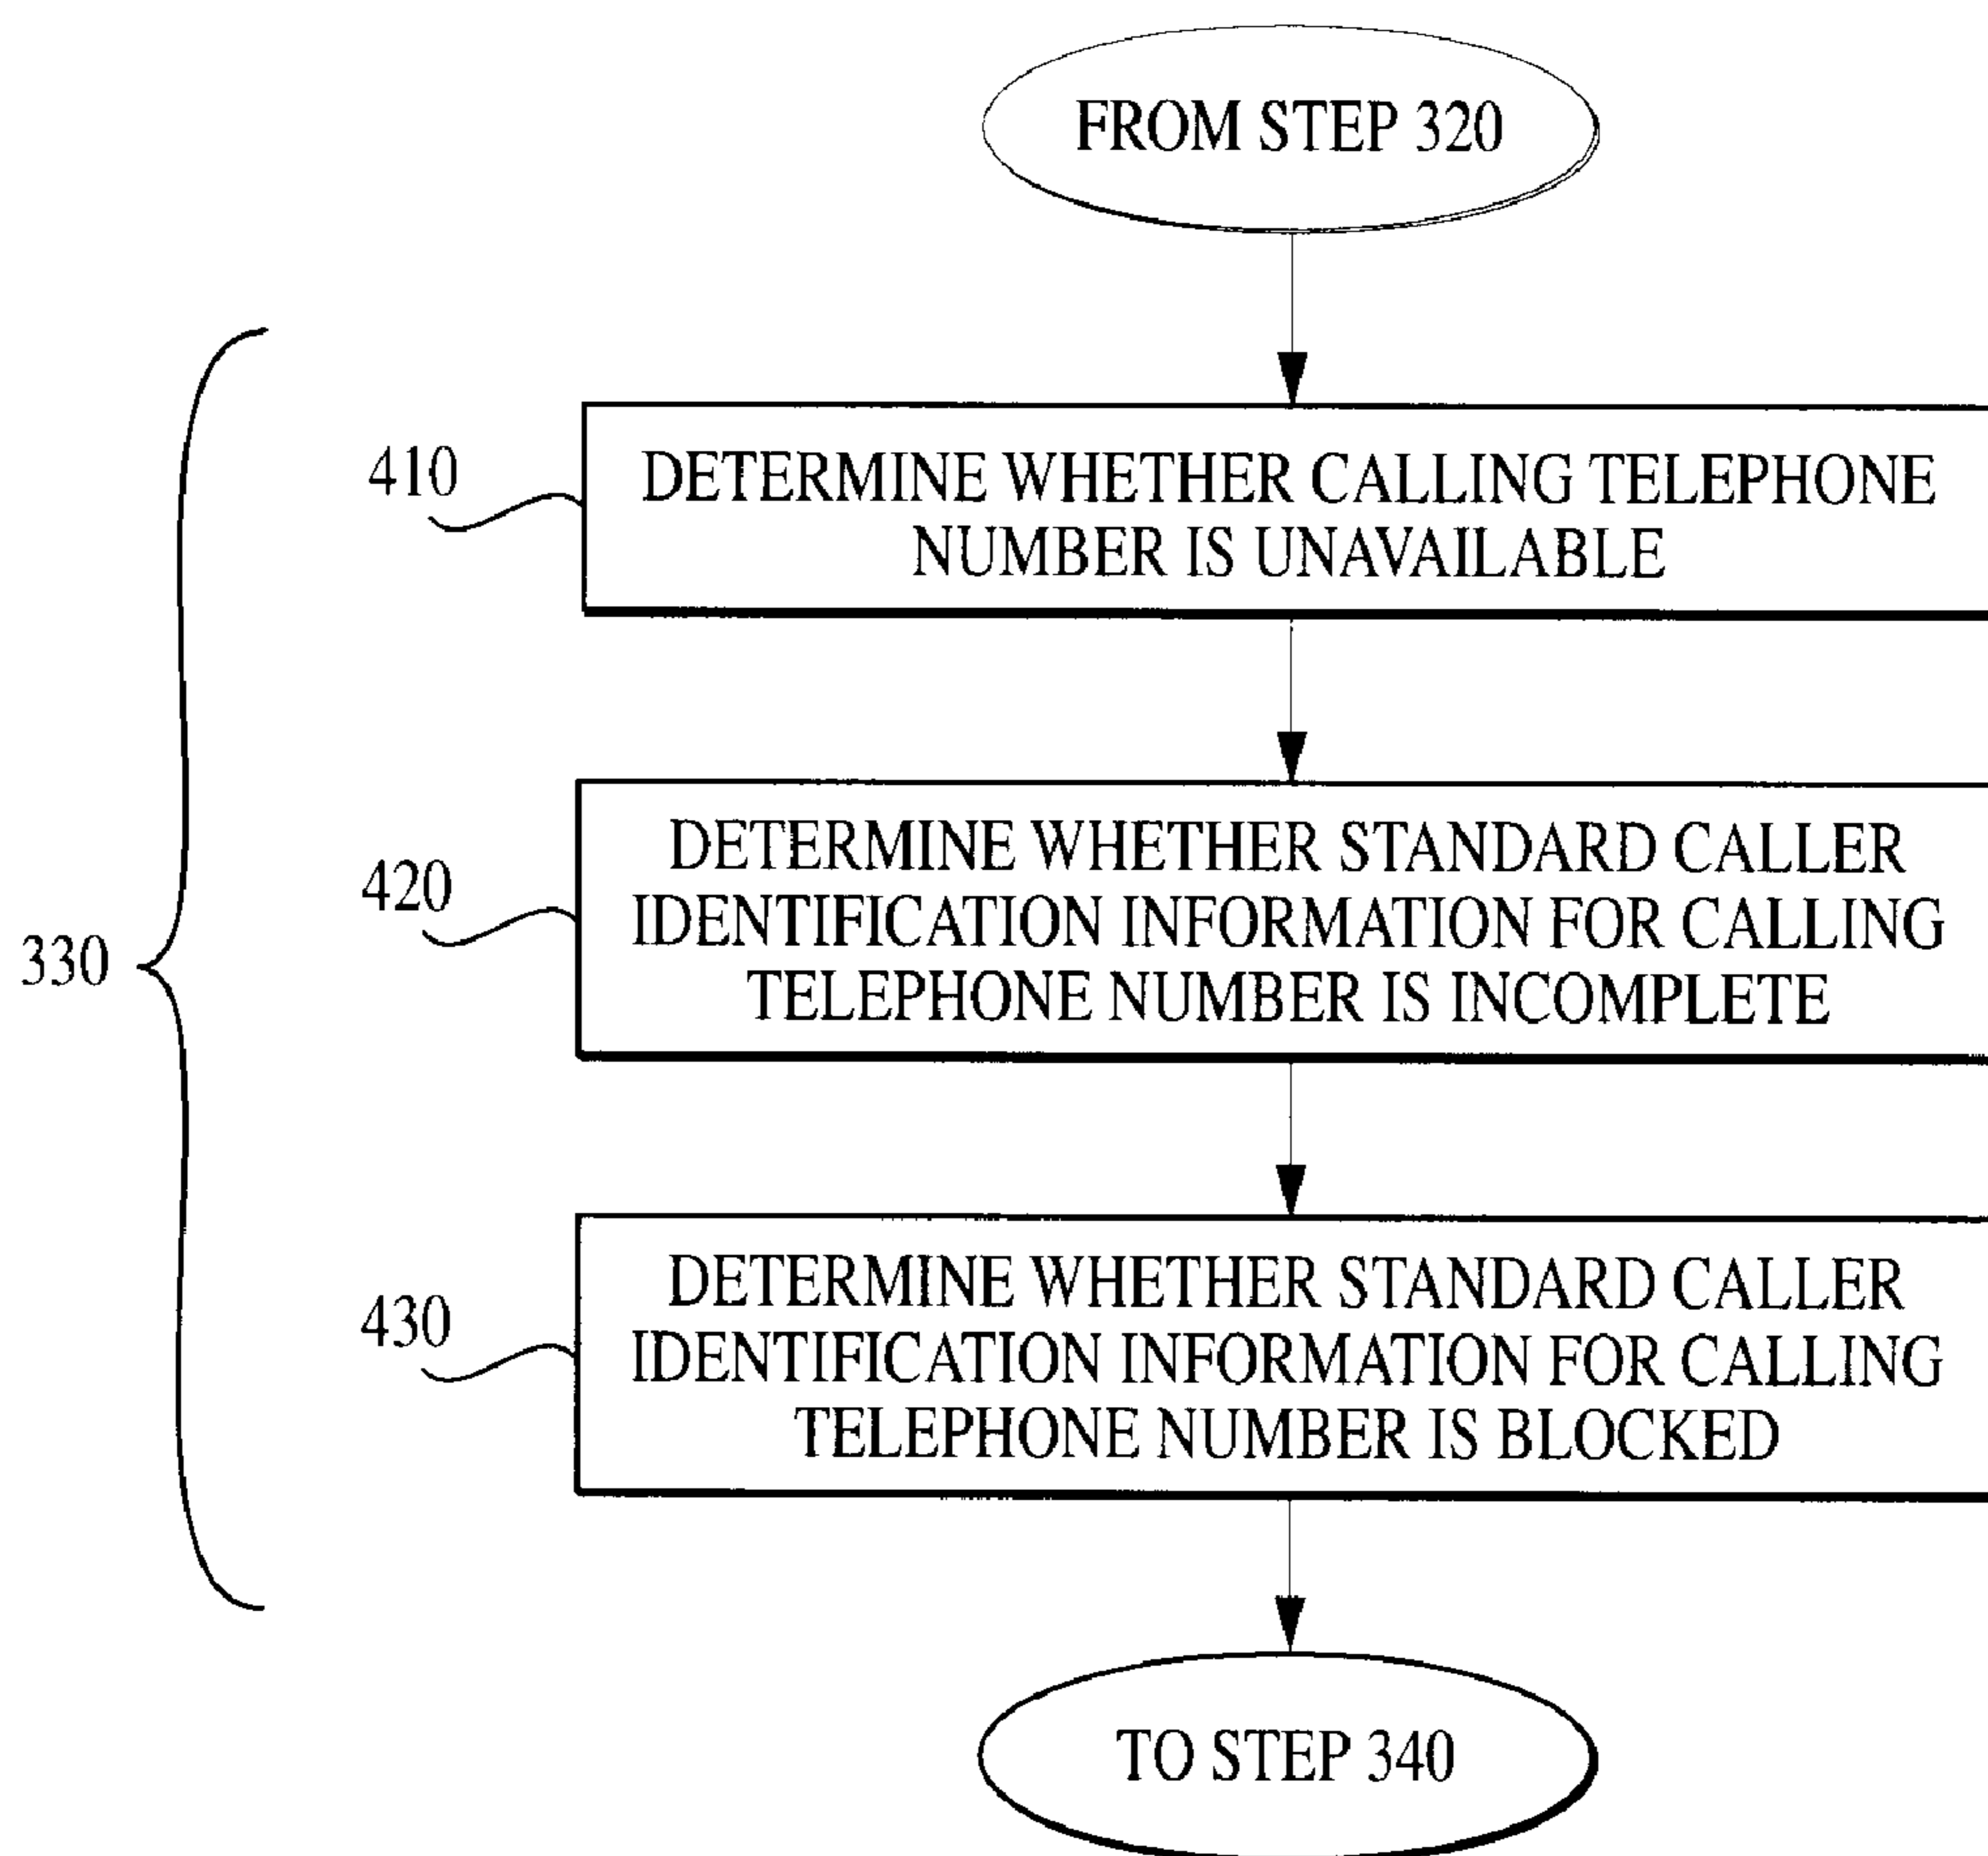 FROM STEP 320
410
DETERMINE WHETHER CALLING TELEPHONE
NUMBER IS UNAVAILABLE
420
DETERMINE WHETHER STANDARD CALLER
IDENTIFICATION INFORMATION FOR CALLING
TELEPHONE NUMBER IS INCOMPLETE
330
430
DETERMINE WHETHER STANDARD CALLER
IDENTIFICATION INFORMATION FOR CALLING
TELEPHONE NUMBER IS BLOCKED
TO STEP 340